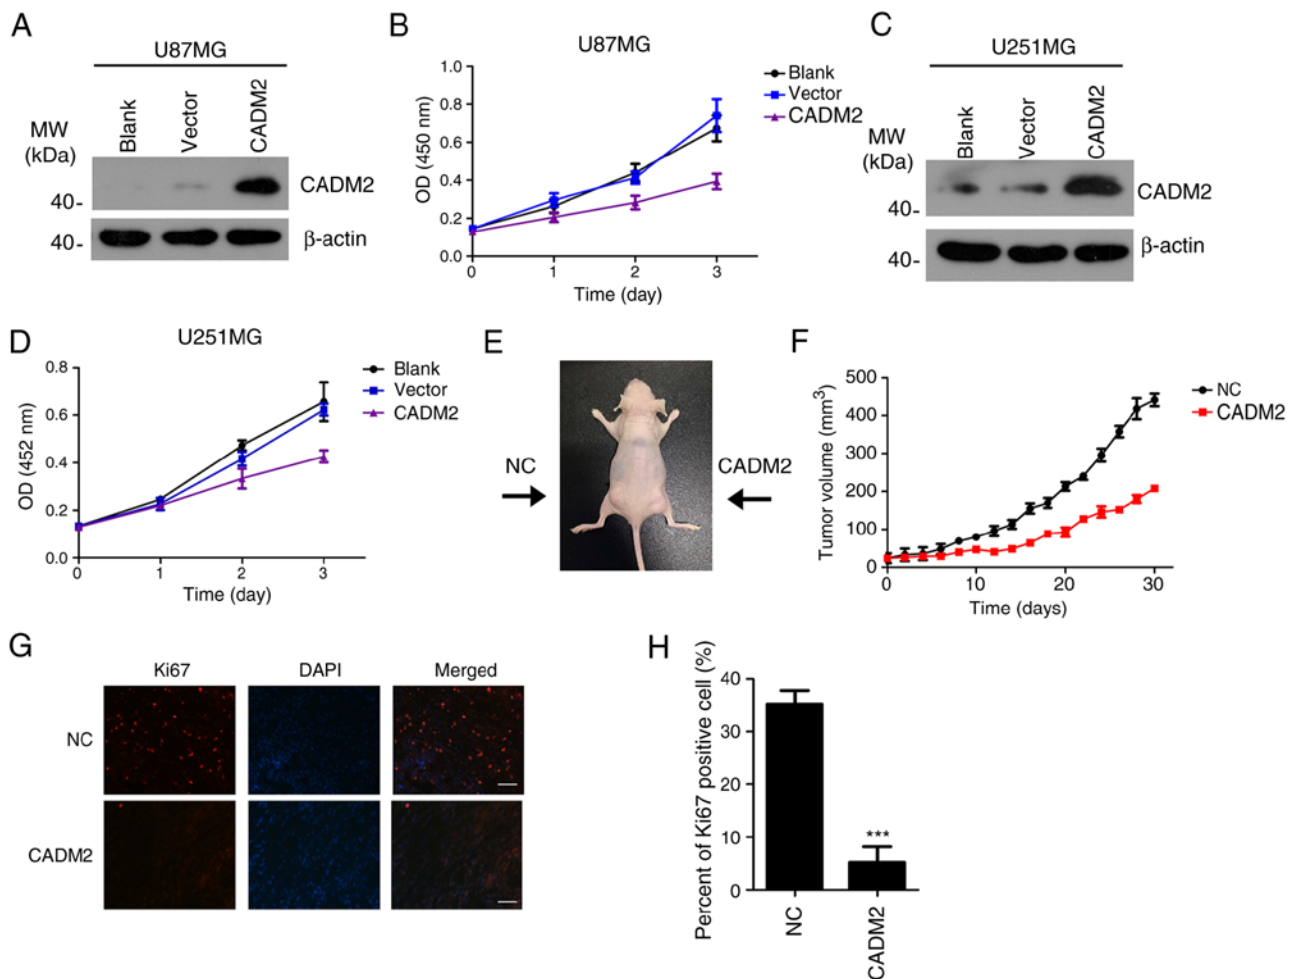 A
U87MG
Blank
Vector
CADM2
MW
(kDa)
CADM2
40-
40-
β-actin
B
U87MG
Blank
Vector
CADM2
OD (450 nm)
1.0
0.8
0.6
0.4
0.2
0.0
0 1 2 3
Time (day)
C
U251MG
Blank
Vector
CADM2
MW
(kDa)
CADM2
40-
40-
β-actin
D
U251MG
Blank
Vector
CADM2
OD (452 nm)
0.8
0.6
0.4
0.2
0.0
0 1 2 3
Time (day)
E
NC
CADM2
F
NC
CADM2
Tumor volume (mm³)
500
400
300
200
100
0
0 10 20 30
Time (days)
G
Ki67 DAPI Merged
NC
CADM2
H
Percent of Ki67 positive cell (%)
40
30
20
10
0
***
NC
CADM2